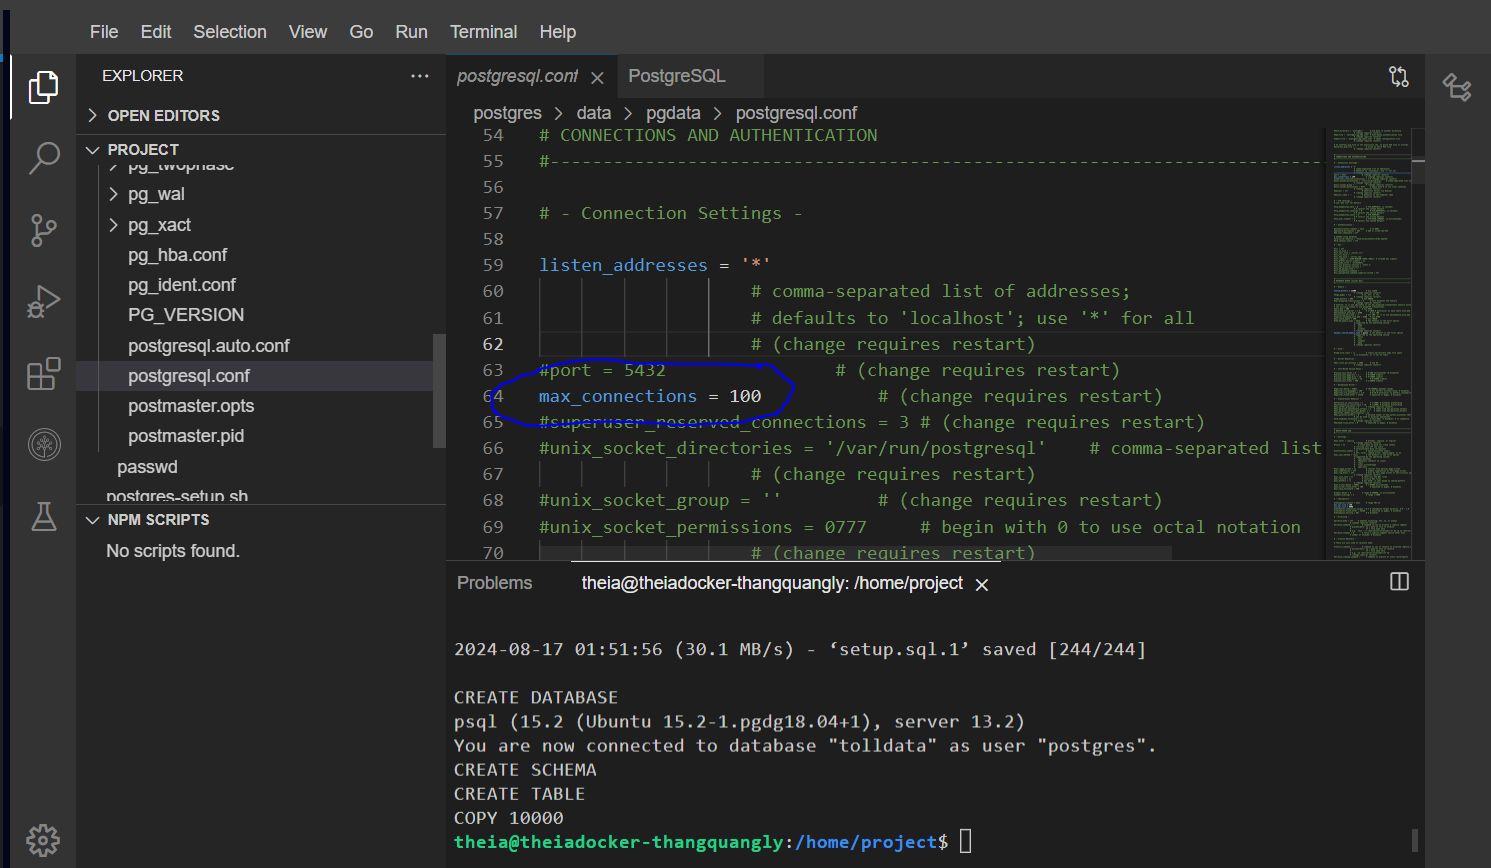 File Edit Selection View Go Run Terminal Help
EXPLORER
OPEN EDITORS
PROJECT
pg_twophase
pg_wal
pg_xact
pg_hba.conf
pg_ident.conf
PG_VERSION
postgresql.auto.conf
postgresql.conf
postmaster.opts
postmaster.pid
passwd
postgres-setup.sh
NPM SCRIPTS
No scripts found.
postgresql.conf PostgreSQL
postgres > data > pgdata > postgresql.conf
54 # CONNECTIONS AND AUTHENTICATION
55 #-------------------------------------------------------------------------
56
57 # - Connection Settings -
58
59 listen_addresses = '*'
60 # comma-separated list of addresses;
61 # defaults to 'localhost'; use '*' for all
62 # (change requires restart)
63 #port = 5432 # (change requires restart)
64 max_connections = 100 # (change requires restart)
65 #superuser_reserved_connections = 3 # (change requires restart)
66 #unix_socket_directories = '/var/run/postgresql' # comma-separated list
67 # (change requires restart)
68 #unix_socket_group = '' # (change requires restart)
69 #unix_socket_permissions = 0777 # begin with 0 to use octal notation
70 # (change requires restart)
Problems theia@theiadocker-thangquangly: /home/project
2024-08-17 01:51:56 (30.1 MB/s) - ‘setup.sql.1’ saved [244/244]
CREATE DATABASE
psql (15.2 (Ubuntu 15.2-1.pgdg18.04+1), server 13.2)
You are now connected to database "tolldata" as user "postgres".
CREATE SCHEMA
CREATE TABLE
COPY 10000
theia@theiadocker-thangquangly:/home/project$